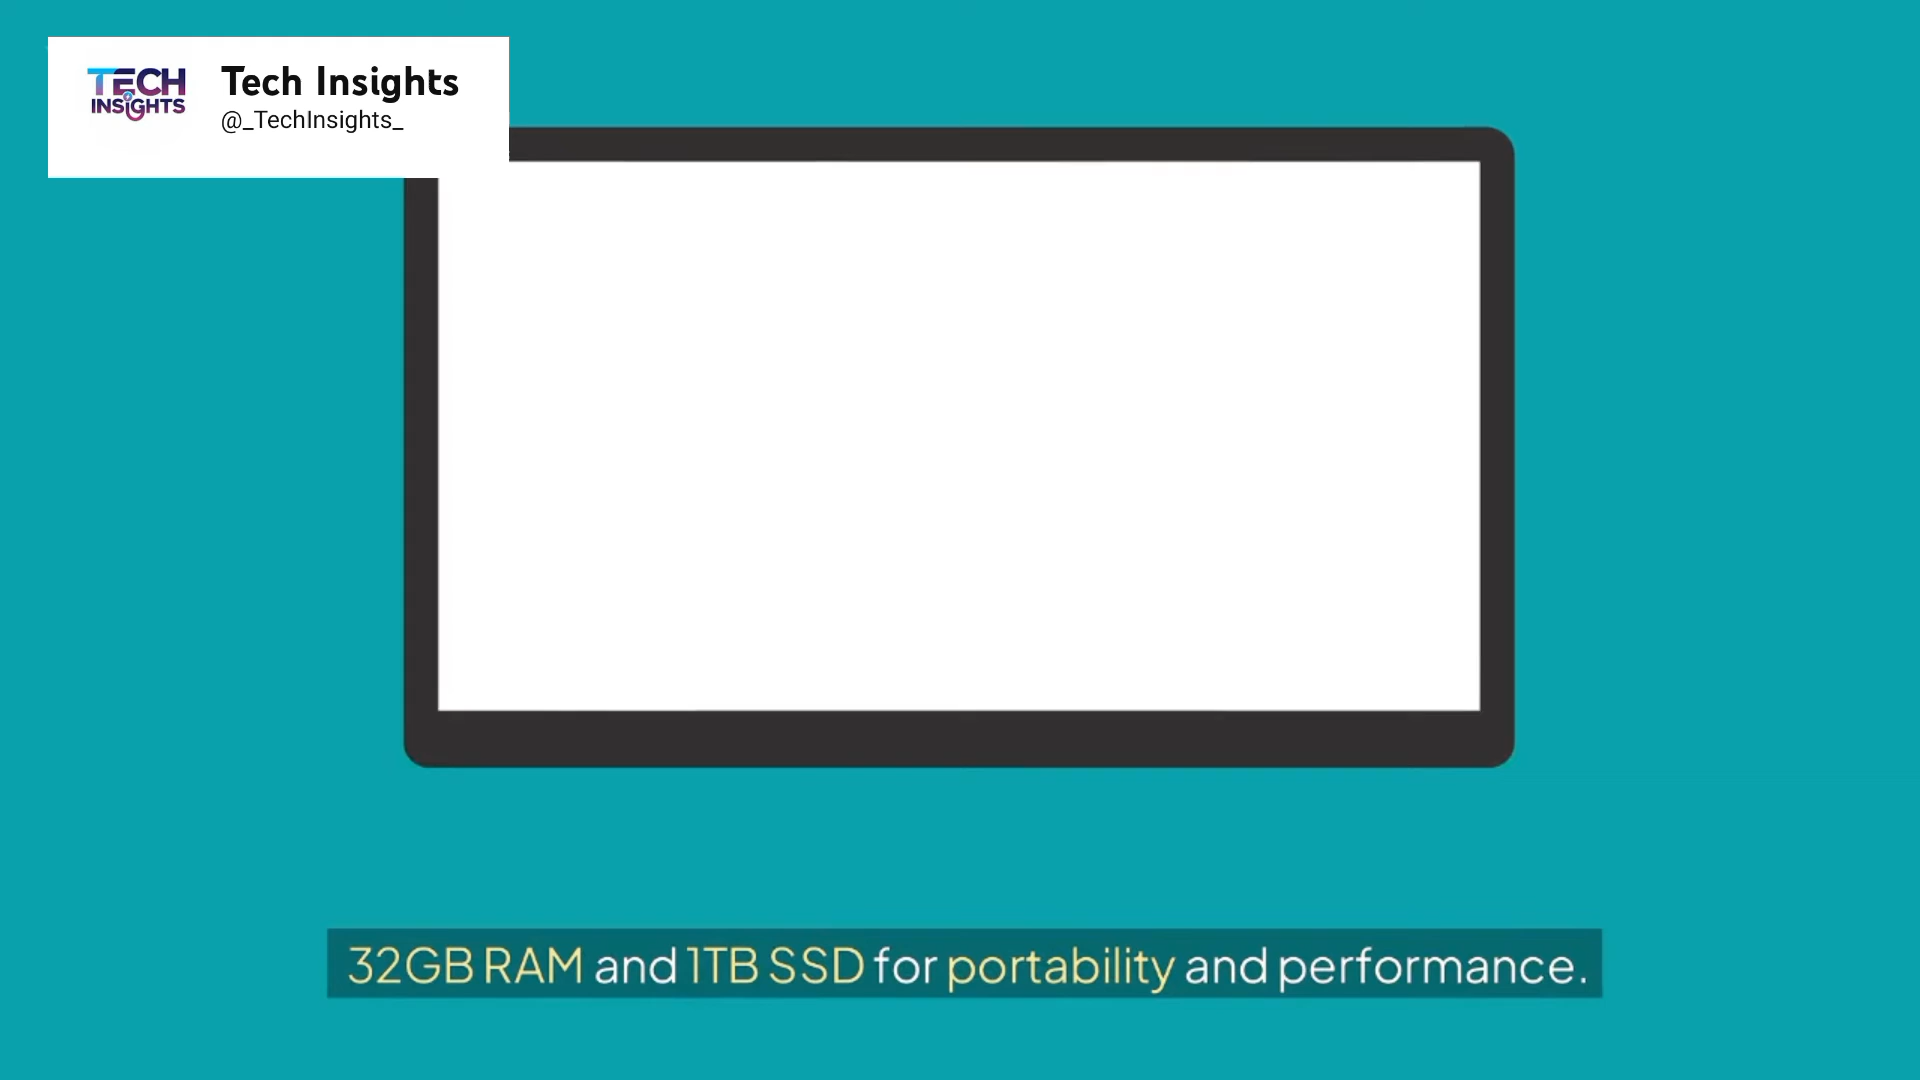 TECH
INSIGHTS
Tech Insights
@_TechInsights_
32GB RAM and 1TB SSD for portability and performance.